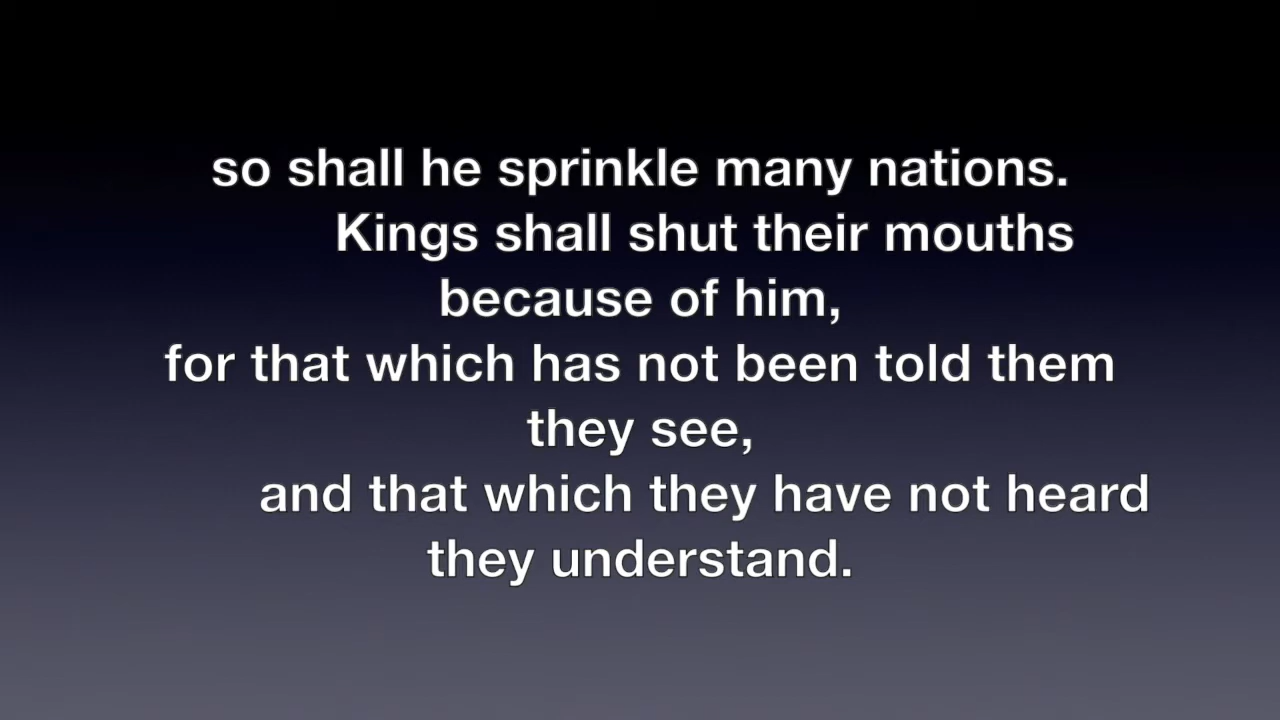 so shall he sprinkle many nations.
Kings shall shut their mouths
because of him,
for that which has not been told them
they see,
and that which they have not heard
they understand.